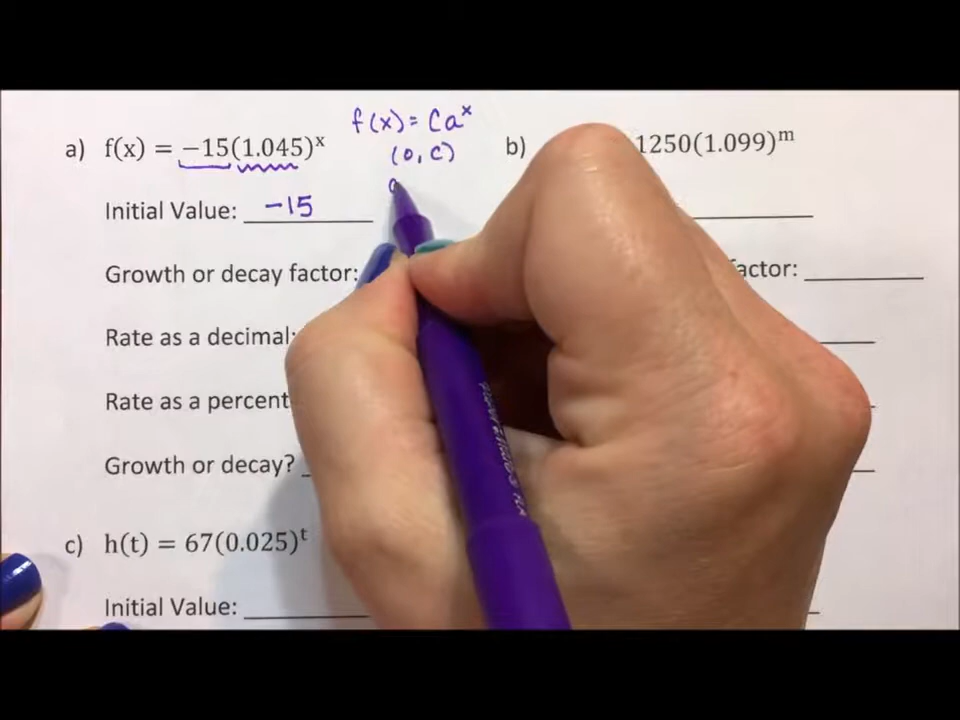 f(x) = Ca^x
a) f(x) = −15(1.045)^x
(0, C)
b) 1250(1.099)^m
Initial Value: -15
Growth or decay factor:
factor:
Rate as a decimal:
Rate as a percent
Growth or decay?
c) h(t) = 67(0.025)^t
Initial Value: